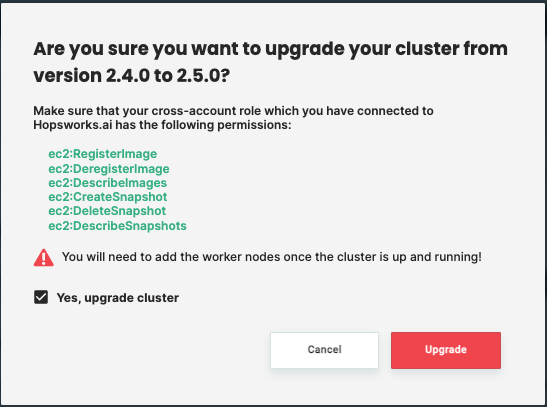 Are you sure you want to upgrade your cluster from
version 2.4.0 to 2.5.0?
Make sure that your cross-account role which you have connected to
Hopsworks.ai has the following permissions:
ec2:RegisterImage
ec2:DeregisterImage
ec2:DescribeImages
ec2:CreateSnapshot
ec2:DeleteSnapshot
ec2:DescribeSnapshots
You will need to add the worker nodes once the cluster is up and running!
Yes, upgrade cluster
Cancel
Upgrade